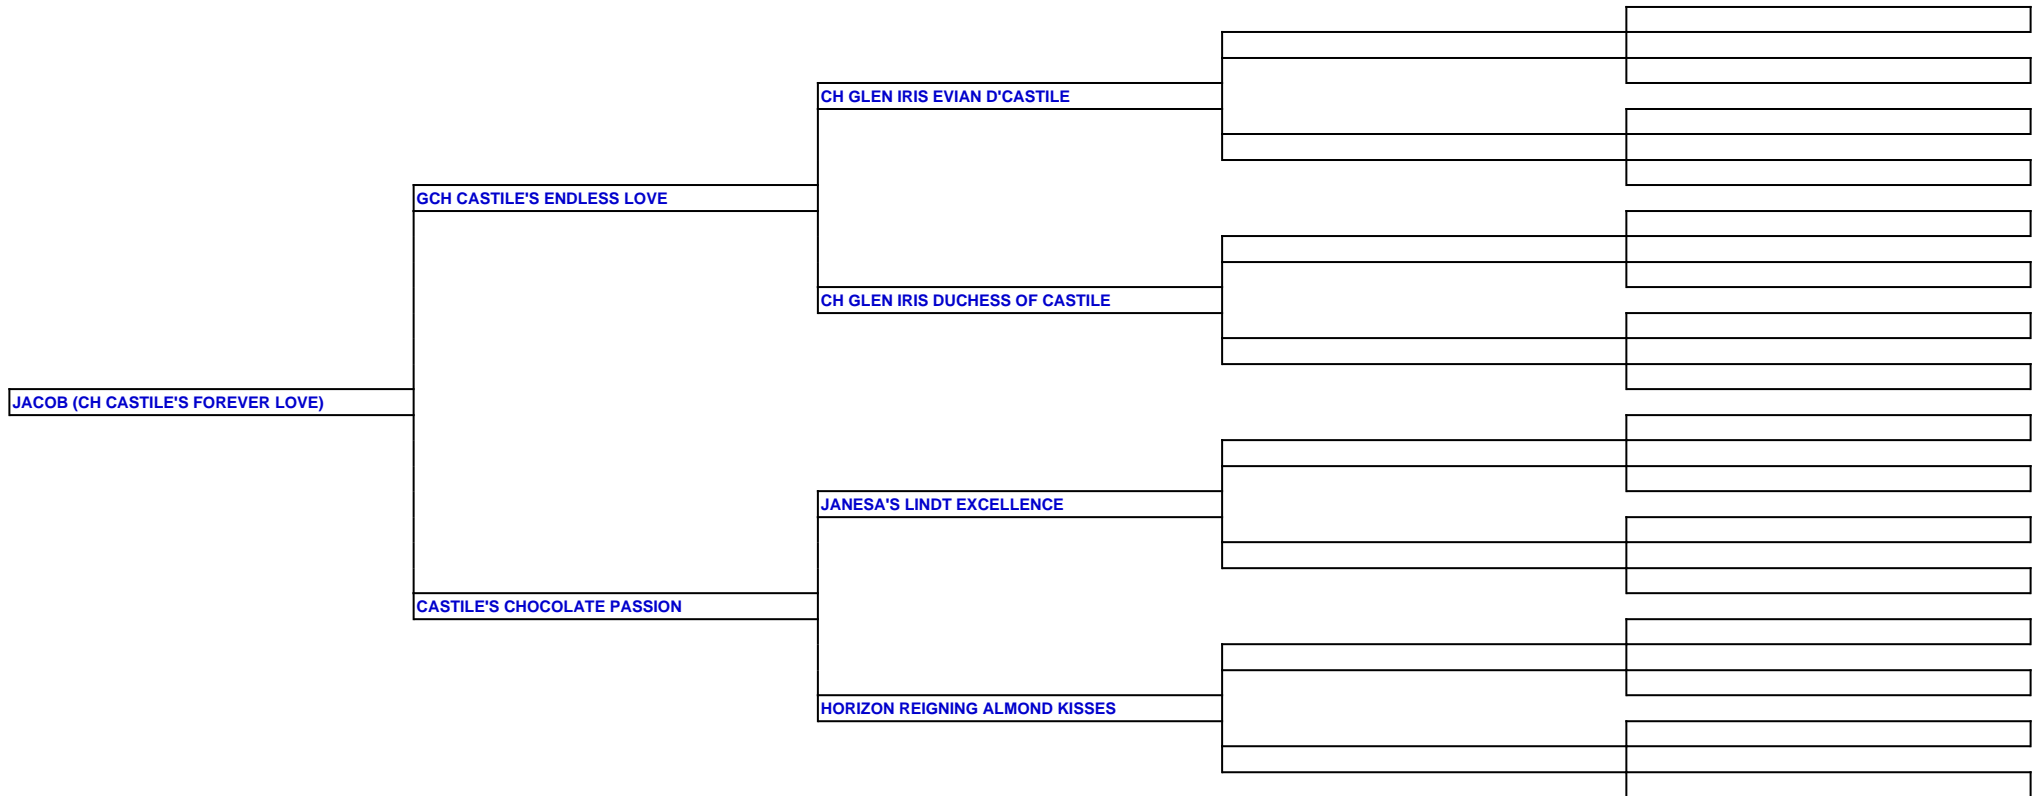 CH GLEN IRIS EVIAN D'CASTILE
GCH CASTILE'S ENDLESS LOVE
CH GLEN IRIS DUCHESS OF CASTILE
JACOB (CH CASTILE'S FOREVER LOVE)
JANESA'S LINDT EXCELLENCE
CASTILE'S CHOCOLATE PASSION
HORIZON REIGNING ALMOND KISSES